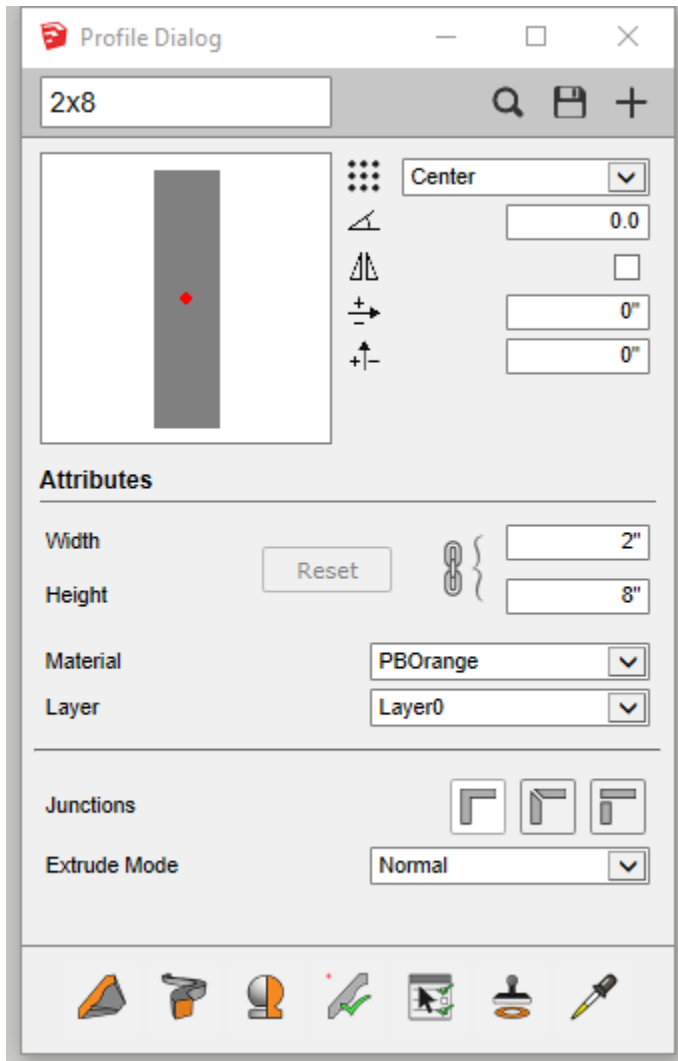 Profile Dialog
2x8
Center
0.0
0"
0"
Attributes
Width 2"
Reset
Height 8"
Material PBOrange
Layer Layer0
Junctions
Extrude Mode Normal